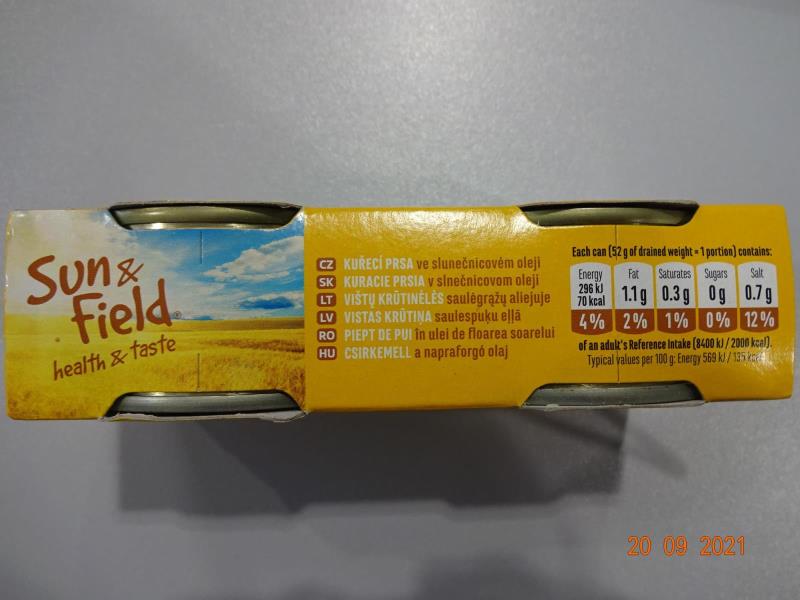 Sun &
Field®
health & taste
CZ KUŘECÍ PRSA ve slunečnicovém oleji
SK KURACIE PRSIA v slnečnicovom oleji
LT VIŠTŲ KRŪTINĖLĖS saulėgrąžų aliejuje
LV VISTAS KRŪTIŅA saulespuķu eļļā
RO PIEPT DE PUI în ulei de floarea soarelui
HU CSIRKEMELL a napraforgó olaj
Each can (52 g of drained weight = 1 portion) contains:
Energy Fat Saturates Sugars Salt
296 kJ
70 kcal 1.1 g 0.3 g 0 g 0.7 g
4% 2% 1% 0% 12%
of an adult's Reference Intake (8400 kJ / 2000 kcal).
Typical values per 100 g: Energy 569 kJ / 135 kcal
20 09 2021